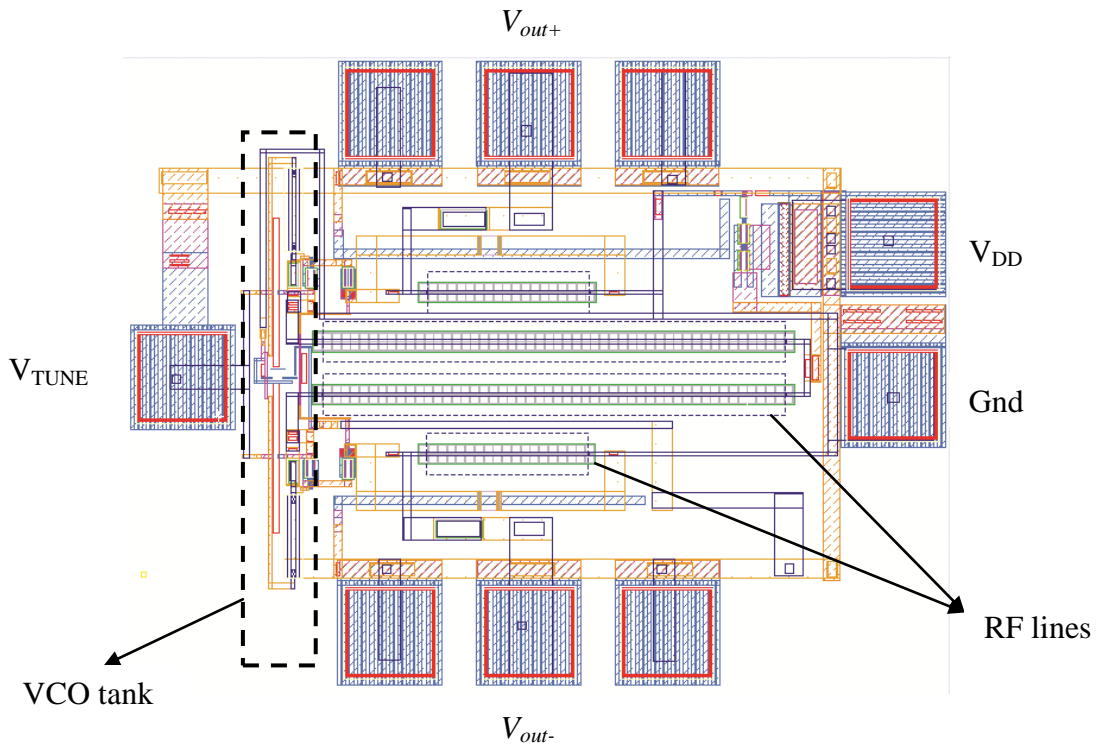 Vout+
VDD
VTUNE
Gnd
RF lines
VCO tank
Vout-